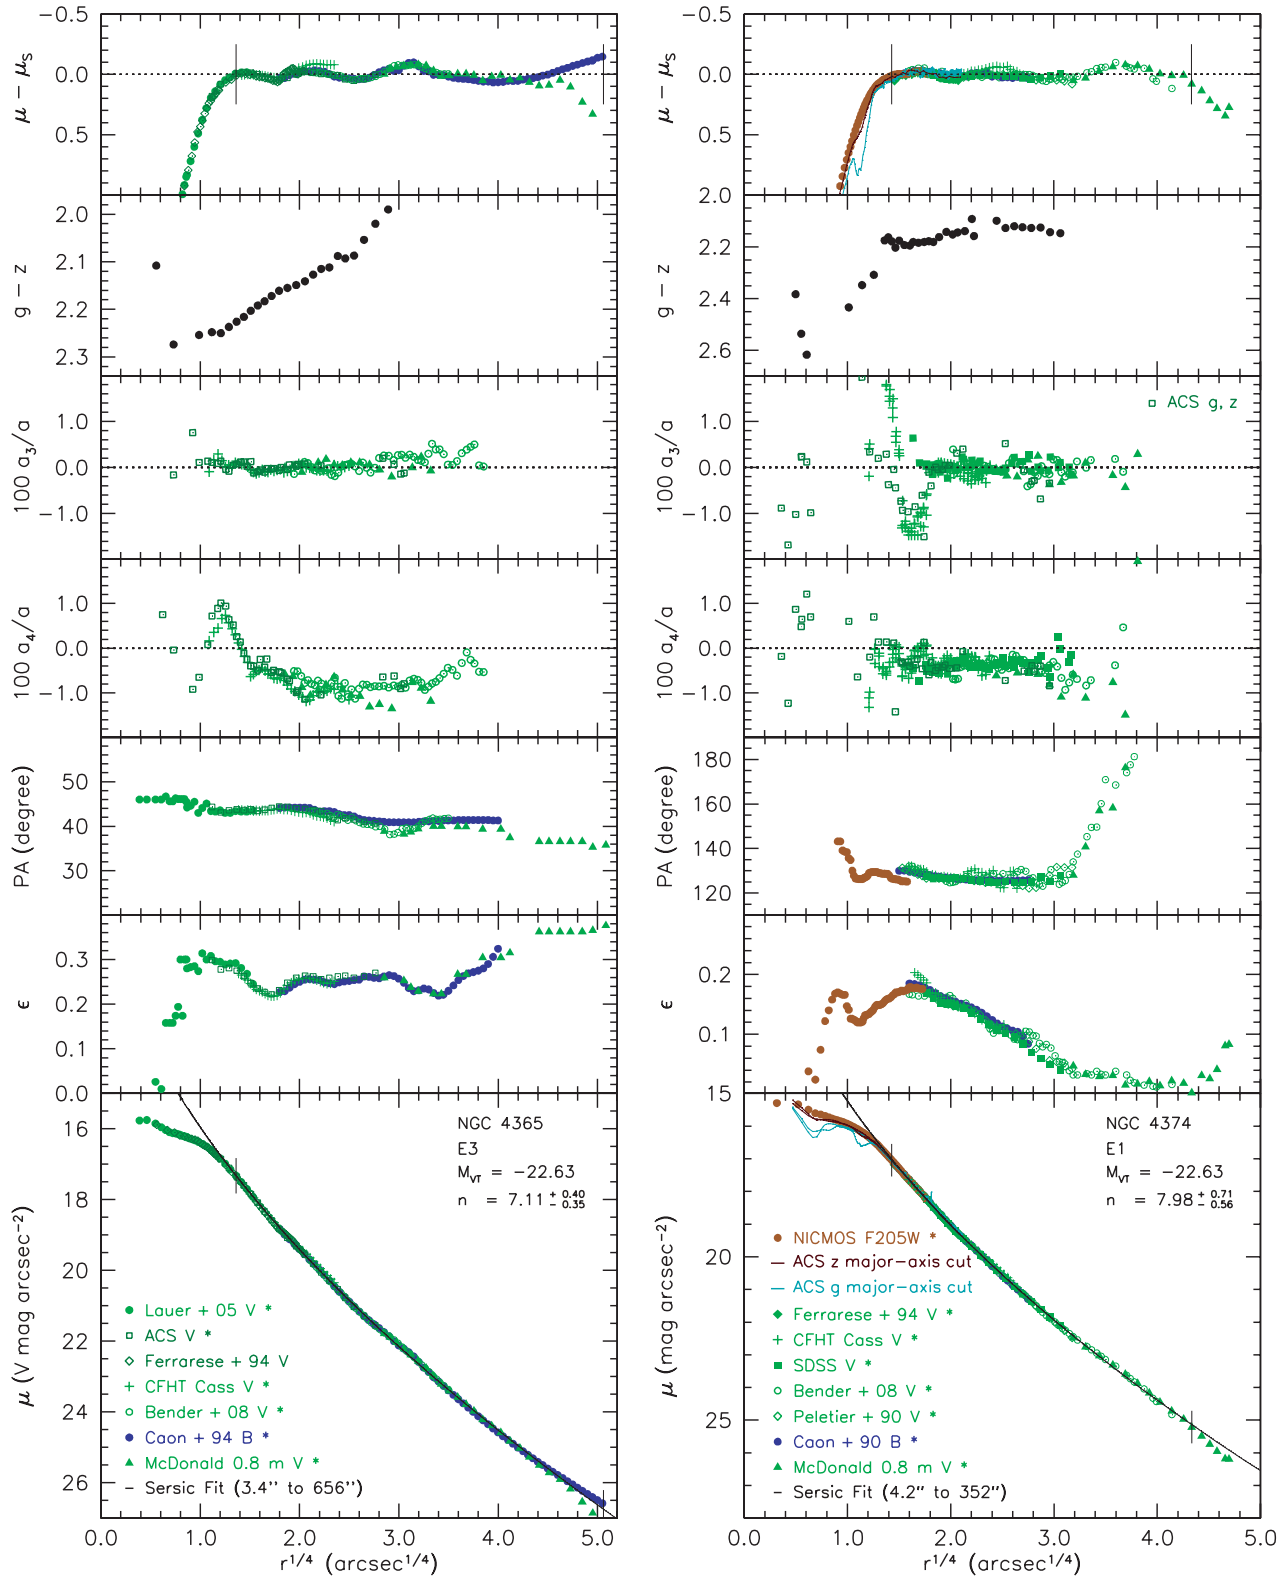 −0.5
0.0
0.5
μ − μS
2.0
2.1
2.2
2.3
g − z
1.0
0.0
−1.0
100 a3/a
1.0
0.0
−1.0
100 a4/a
50
40
30
PA (degree)
0.3
0.2
0.1
0.0
ϵ
16
18
20
22
24
26
μ (V mag arcsec−2)
NGC 4365
E3
MVT = −22.63
n = 7.11 + 0.40 − 0.35
Lauer + 05 V *
ACS V *
Ferrarese + 94 V
CFHT Cass V *
Bender + 08 V *
Caon + 94 B *
McDonald 0.8 m V *
− Sersic Fit (3.4'' to 656'')
0.0 1.0 2.0 3.0 4.0 5.0
r1/4 (arcsec1/4)
−0.5
0.0
0.5
2.0
μ − μS
2.2
2.4
2.6
g − z
1.0
0.0
−1.0
100 a3/a
ACS g, z
1.0
0.0
−1.0
100 a4/a
180
160
140
120
PA (degree)
0.2
0.1
ϵ
15
20
25
μ (mag arcsec−2)
NGC 4374
E1
MVT = −22.63
n = 7.98 + 0.71 − 0.56
NICMOS F205W *
ACS z major−axis cut
ACS g major−axis cut
Ferrarese + 94 V *
CFHT Cass V *
SDSS V *
Bender + 08 V *
Peletier + 90 V *
Caon + 90 B *
McDonald 0.8 m V *
− Sersic Fit (4.2'' to 352'')
0.0 1.0 2.0 3.0 4.0 5.0
r1/4 (arcsec1/4)